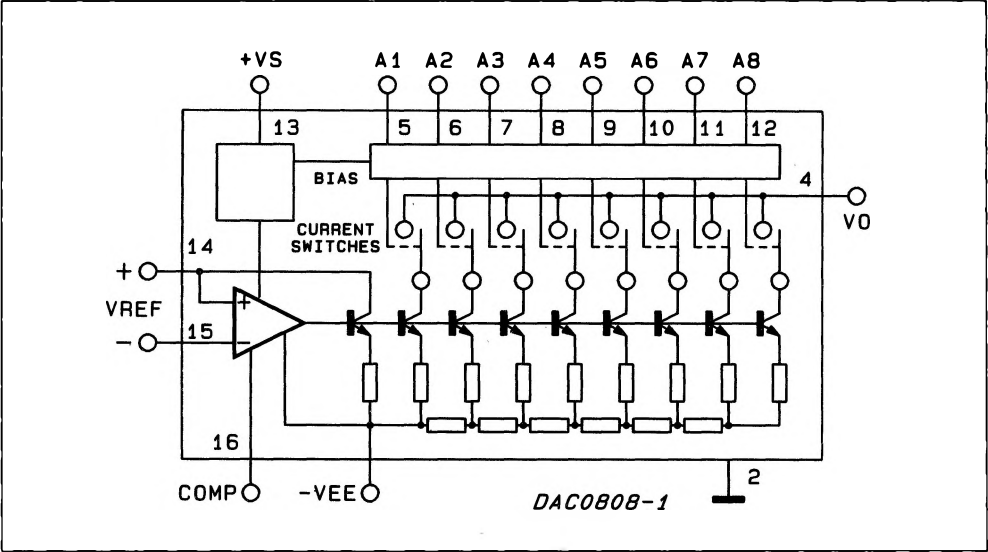 +VS A1 A2 A3 A4 A5 A6 A7 A8
13 5 6 7 8 9 10 11 12
BIAS
4
VO
CURRENT
SWITCHES
14
+
+
VREF
15
-
-
16
COMP
-VEE
2
DAC0808-1